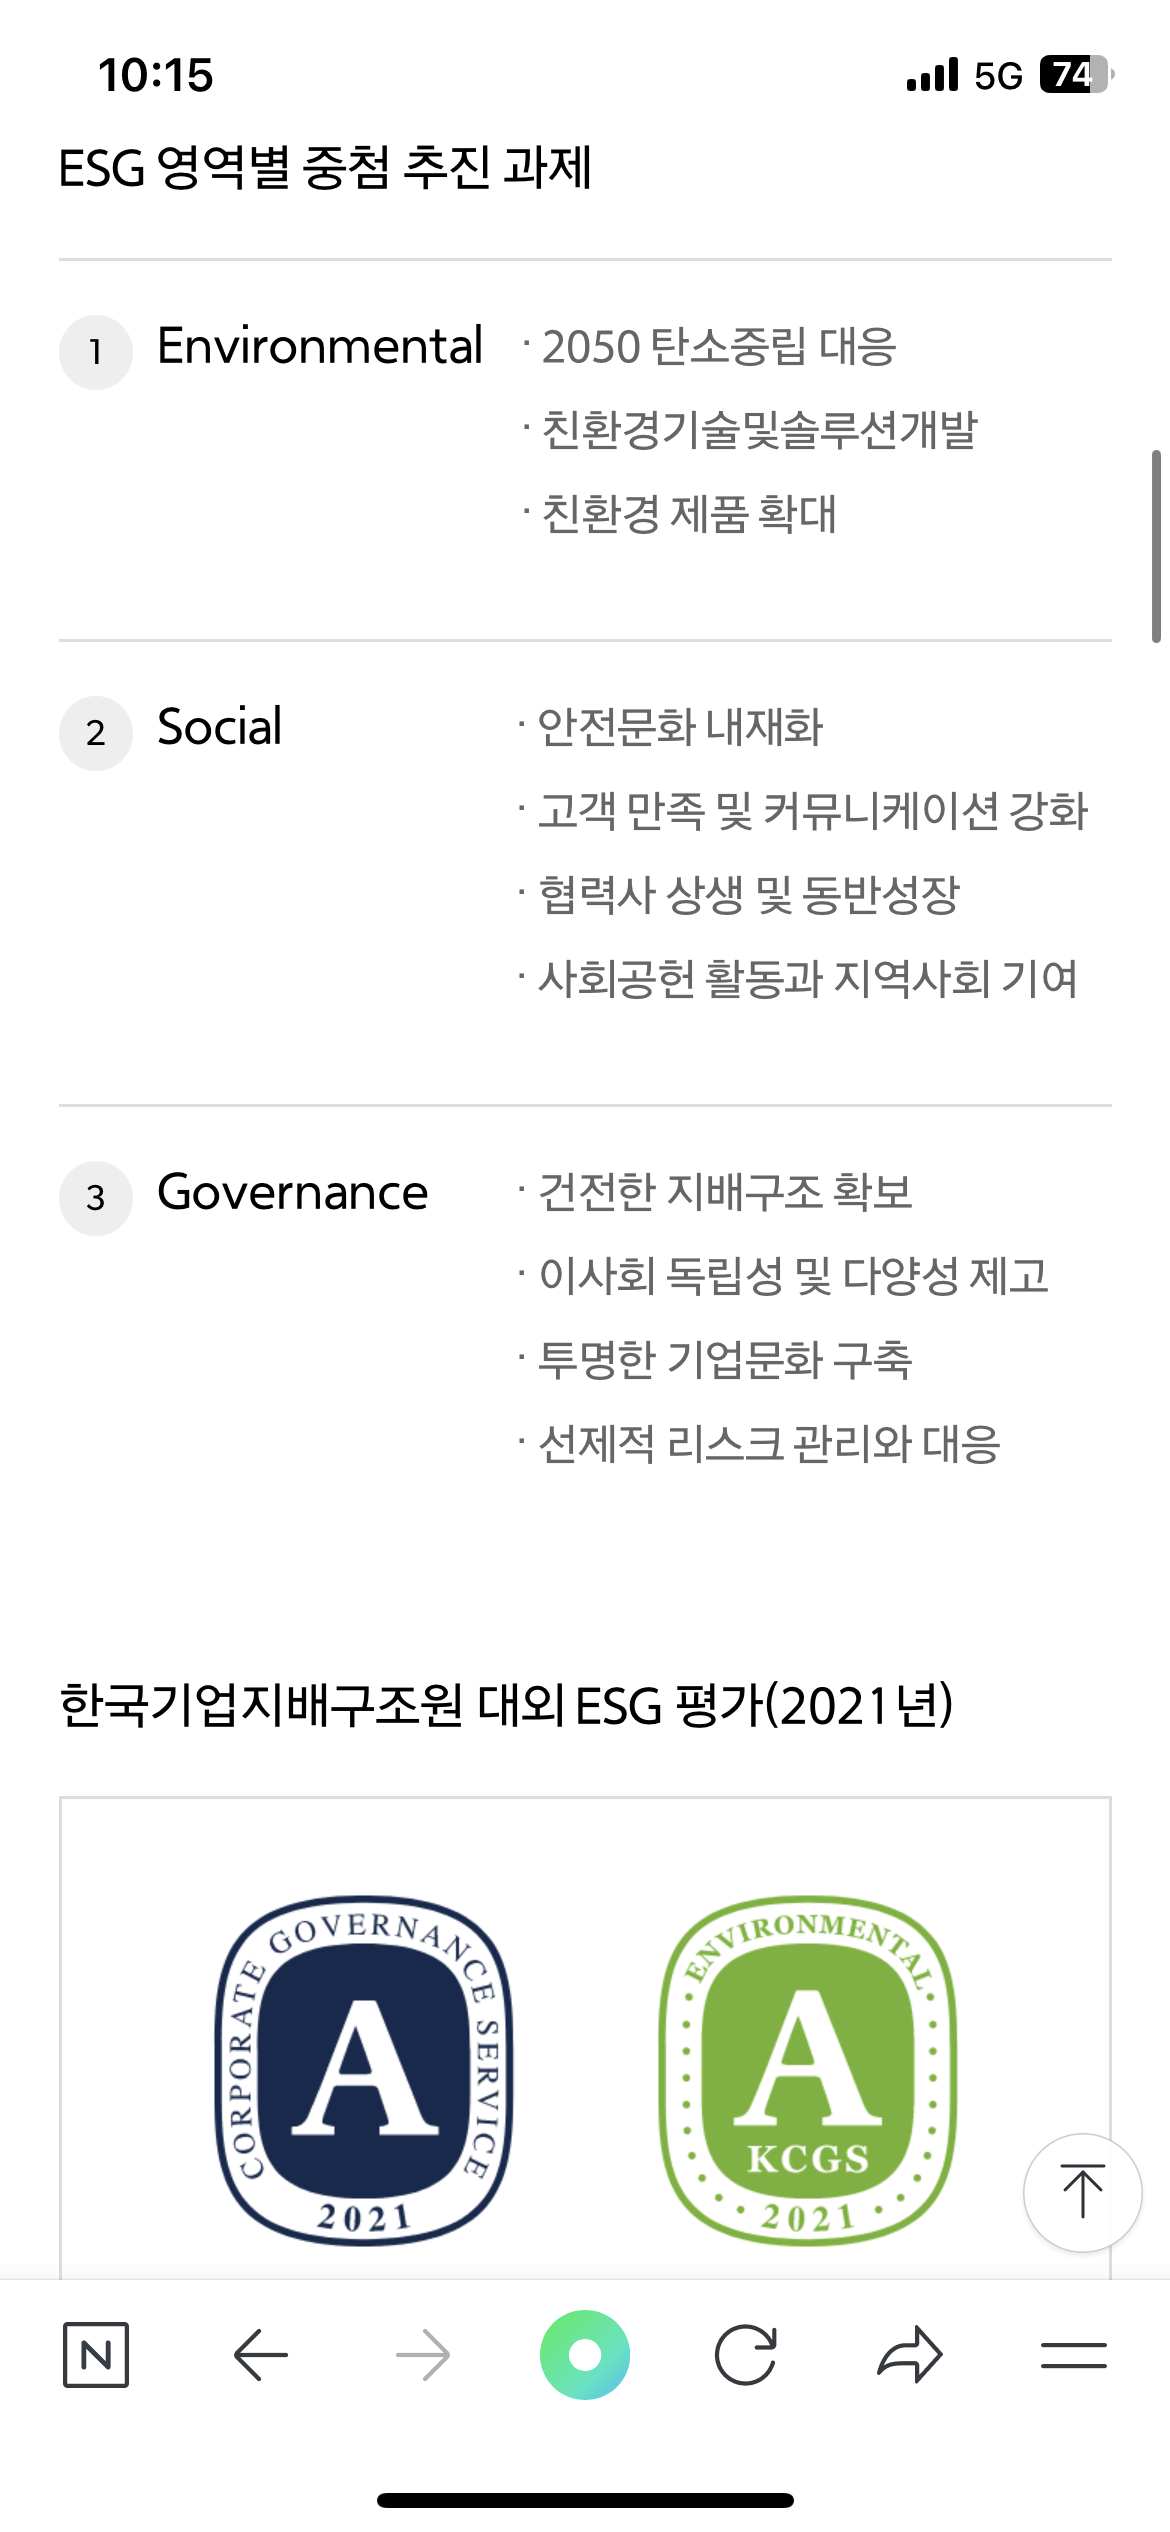 10:15
5G 74
ESG 영역별 중첨 추진 과제
1 Environmental
· 2050 탄소중립 대응
· 친환경기술및솔루션개발
· 친환경 제품 확대
2 Social
· 안전문화 내재화
· 고객 만족 및 커뮤니케이션 강화
· 협력사 상생 및 동반성장
· 사회공헌 활동과 지역사회 기여
3 Governance
· 건전한 지배구조 확보
· 이사회 독립성 및 다양성 제고
· 투명한 기업문화 구축
· 선제적 리스크 관리와 대응
한국기업지배구조원 대외 ESG 평가(2021년)
CORPORATE GOVERNANCE SERVICE
A
2021
ENVIRONMENTAL
A
KCGS
2021
N